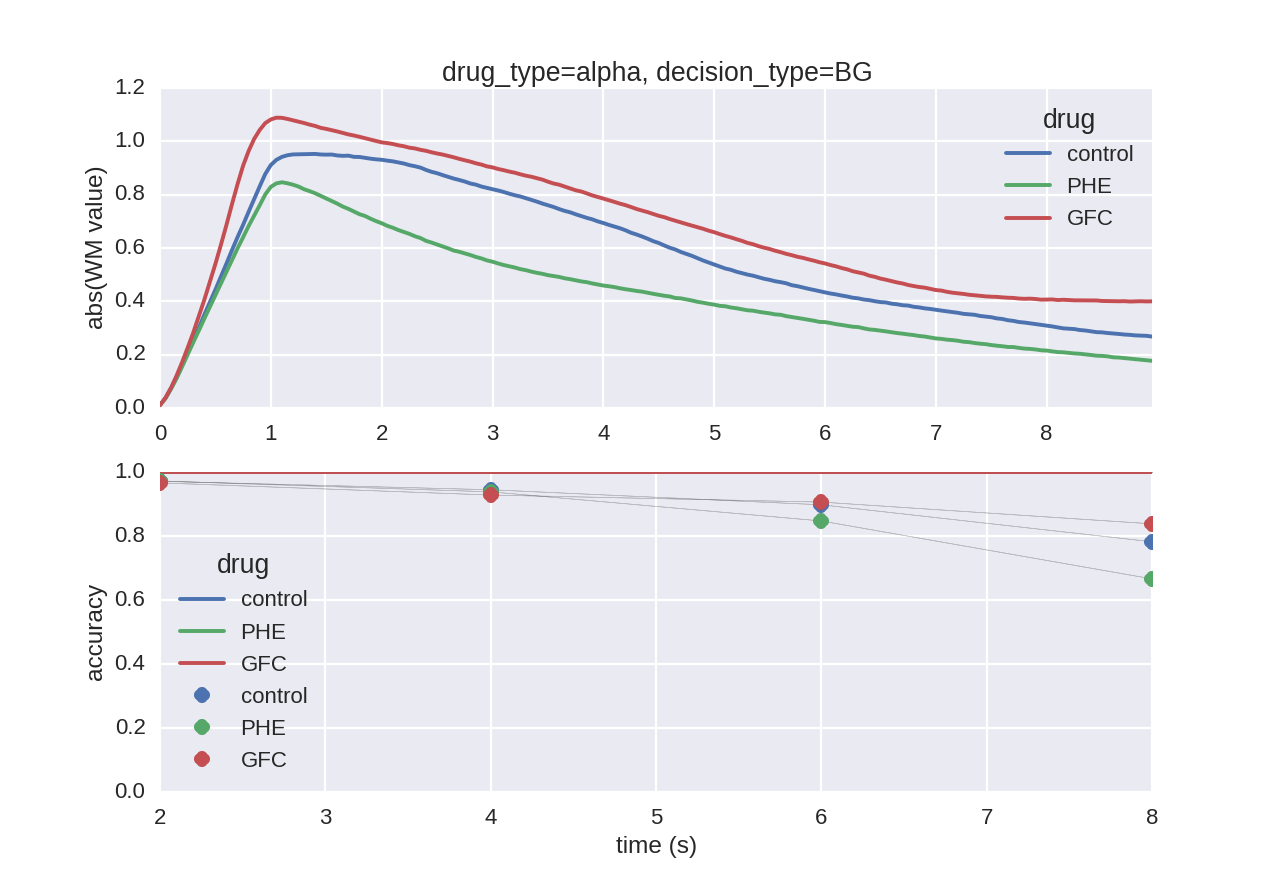 drug_type=alpha, decision_type=BG
1.2
1.0
0.8
0.6
0.4
0.2
0.0
abs(WM value)
drug
control
PHE
GFC
0 1 2 3 4 5 6 7 8
1.0
0.8
0.6
0.4
0.2
0.0
accuracy
drug
control
PHE
GFC
control
PHE
GFC
2 3 4 5 6 7 8
time (s)